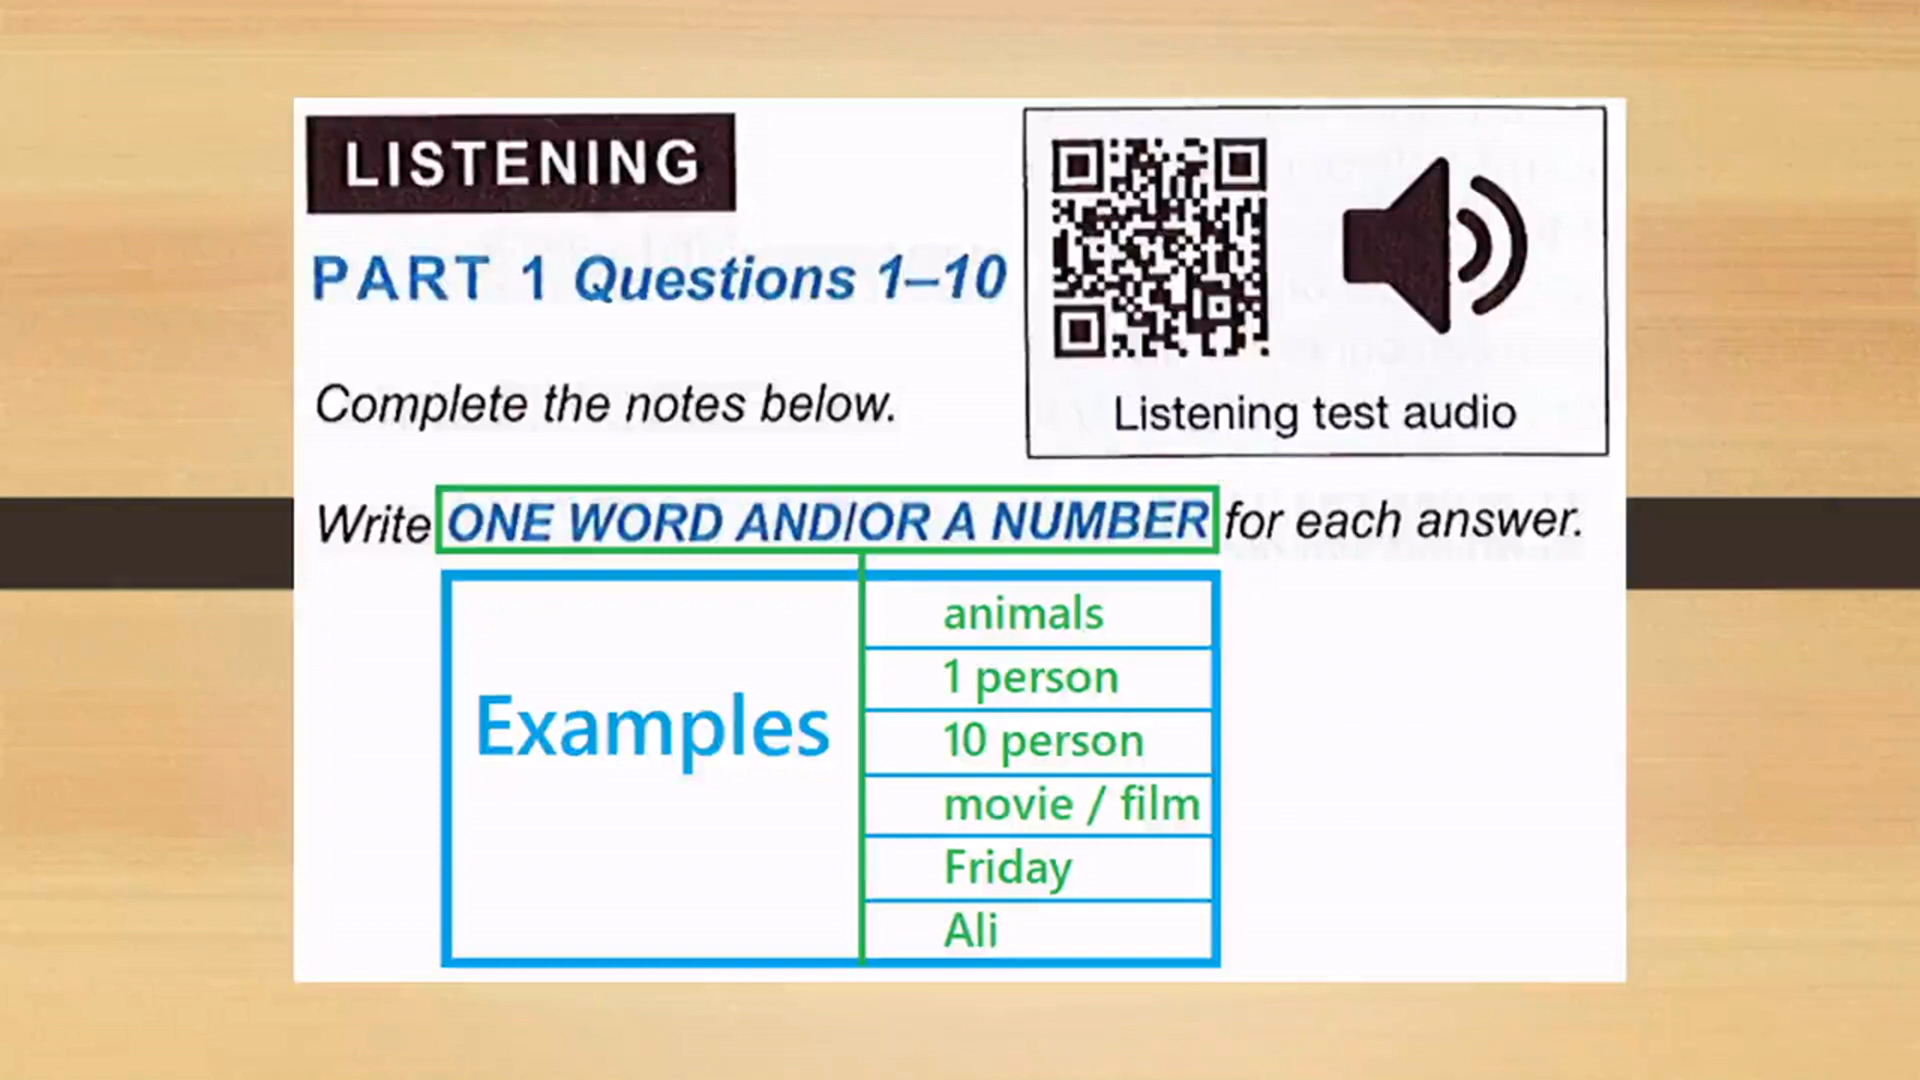 LISTENING
PART 1 Questions 1–10
Complete the notes below.
Listening test audio
Write ONE WORD AND/OR A NUMBER for each answer.
Examples
animals
1 person
10 person
movie / film
Friday
Ali